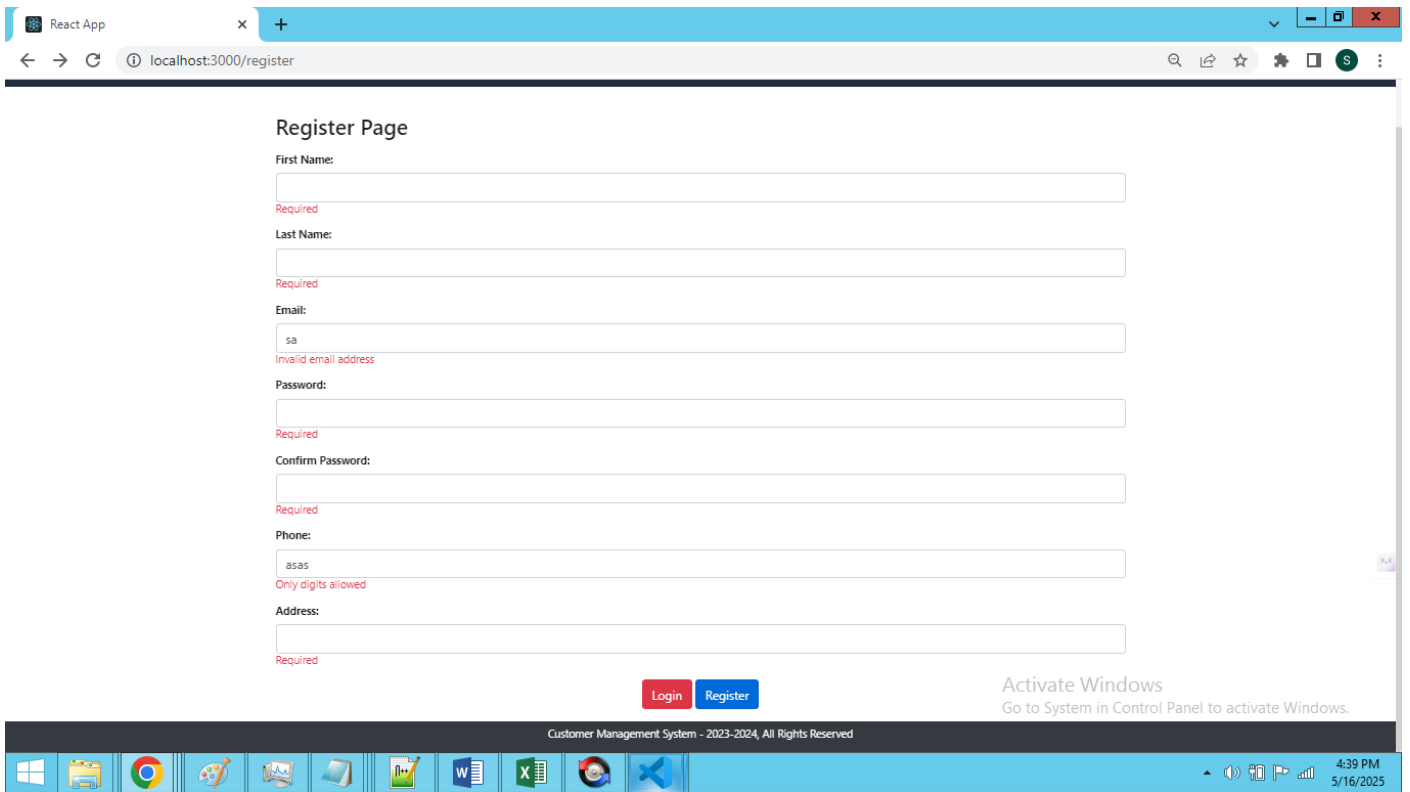 React App
localhost:3000/register
S
Register Page
First Name:
Required
Last Name:
Required
Email:
sa
Invalid email address
Password:
Required
Confirm Password:
Required
Phone:
asas
Only digits allowed
Address:
Required
Login Register
Activate Windows
Go to System in Control Panel to activate Windows.
Customer Management System - 2023-2024, All Rights Reserved
4:39 PM
5/16/2025